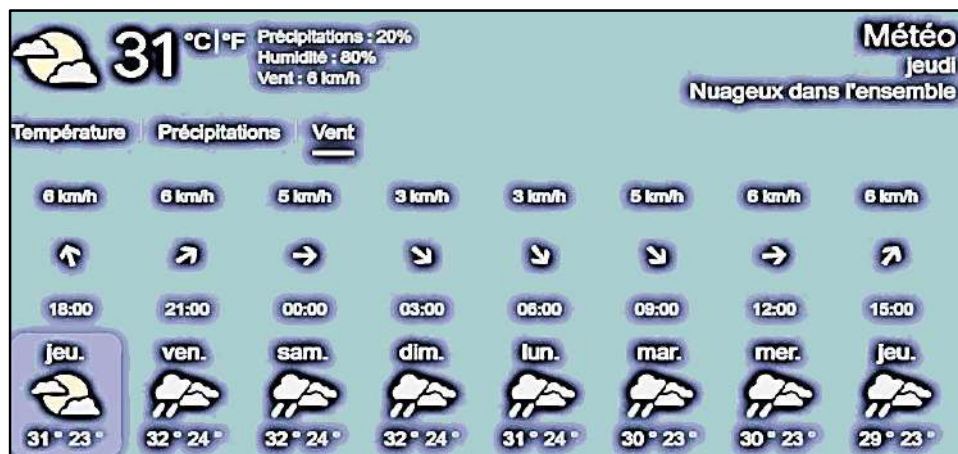 31 °C|°F
Précipitations : 20%
Humidité : 80%
Vent : 6 km/h
Météo
jeudi
Nuageux dans l'ensemble
Température Précipitations Vent
6 km/h 6 km/h 5 km/h 3 km/h 3 km/h 5 km/h 6 km/h 6 km/h
18:00 21:00 00:00 03:00 06:00 09:00 12:00 15:00
jeu. ven. sam. dim. lun. mar. mer. jeu.
31 ° 23 ° 32 ° 24 ° 32 ° 24 ° 32 ° 24 ° 31 ° 24 ° 30 ° 23 ° 30 ° 23 ° 29 ° 23 °